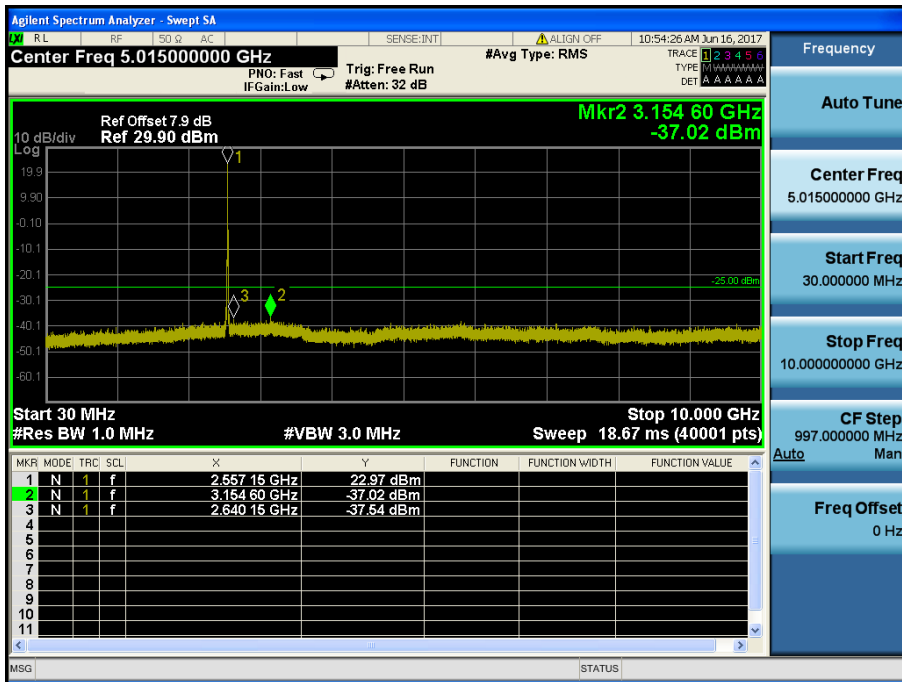 Agilent Spectrum Analyzer - Swept SA
LXI RL RF 50 Ω AC SENSE:INT ALIGN OFF 10:54:26 AM Jun 16, 2017
Center Freq 5.015000000 GHz
PNO: Fast
IFGain:Low
Trig: Free Run
#Atten: 32 dB
#Avg Type: RMS
TRACE 1 2 3 4 5 6
TYPE M W W W W W
DET A A A A A A
Mkr2 3.154 60 GHz
-37.02 dBm
Ref Offset 7.9 dB
10 dB/div Ref 29.90 dBm
Log
1
19.9
9.90
-0.10
-10.1
-20.1
-25.00 dBm
3 2
-30.1
-40.1
-50.1
-60.1
Start 30 MHz Stop 10.000 GHz
#Res BW 1.0 MHz #VBW 3.0 MHz Sweep 18.67 ms (40001 pts)
MKR MODE TRC SCL X Y FUNCTION FUNCTION WIDTH FUNCTION VALUE
1 N 1 f 2.557 15 GHz 22.97 dBm
2 N 1 f 3.154 60 GHz -37.02 dBm
3 N 1 f 2.640 15 GHz -37.54 dBm
4
5
6
7
8
9
10
11
MSG STATUS
Frequency
Auto Tune
Center Freq
5.015000000 GHz
Start Freq
30.000000 MHz
Stop Freq
10.000000000 GHz
CF Step
997.000000 MHz
Auto Man
Freq Offset
0 Hz